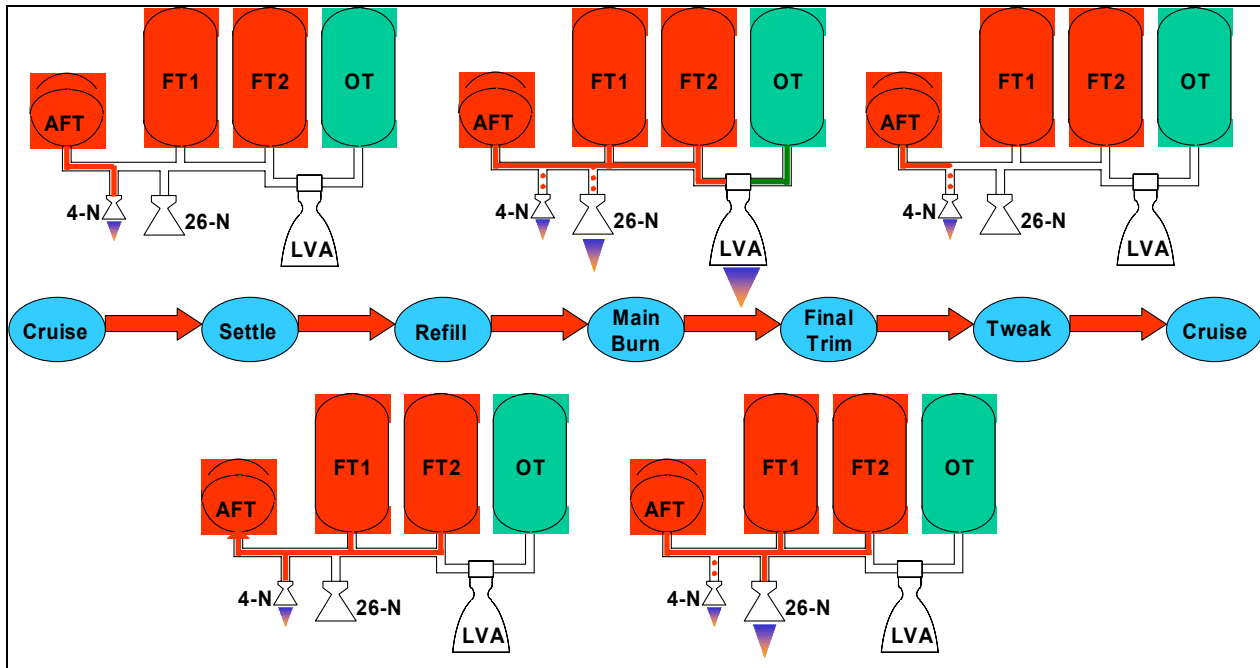 FT1 FT2 OT
AFT
4-N 26-N
LVA
FT1 FT2 OT
AFT
4-N 26-N
LVA
FT1 FT2 OT
AFT
4-N 26-N
LVA
Cruise
Settle
Refill
Main
Burn
Final
Trim
Tweak
Cruise
FT1 FT2 OT
AFT
4-N 26-N
LVA
FT1 FT2 OT
AFT
4-N 26-N
LVA